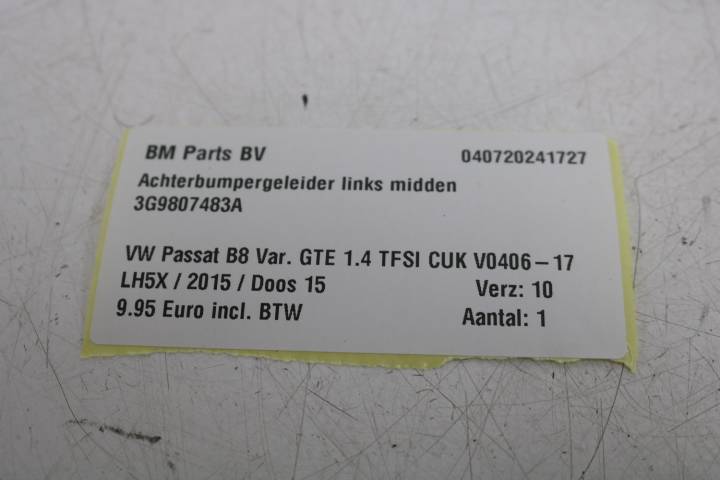 BM Parts BV 040720241727
Achterbumpergeleider links midden
3G9807483A
VW Passat B8 Var. GTE 1.4 TFSI CUK V0406-17
LH5X / 2015 / Doos 15 Verz: 10
9.95 Euro incl. BTW Aantal: 1